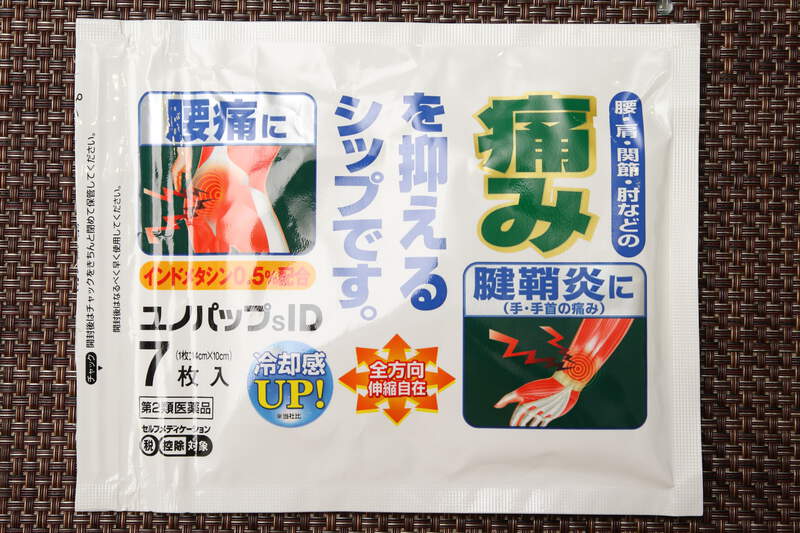 腰・肩・関節・肘などの
痛み
を抑える
シップです。
腰痛に
インドメタシン0.5%配合
ユノパップsID
7枚入
(1枚:14cm×10cm)
第2類医薬品
セルフメディケーション
税 控除 対象
冷却感
UP!
※当社比
全方向
伸縮自在
腱鞘炎に
(手・手首の痛み)
開封後はチャックをきちんと閉めて保管してください。
開封後はなるべく早く使用してください。
チャック